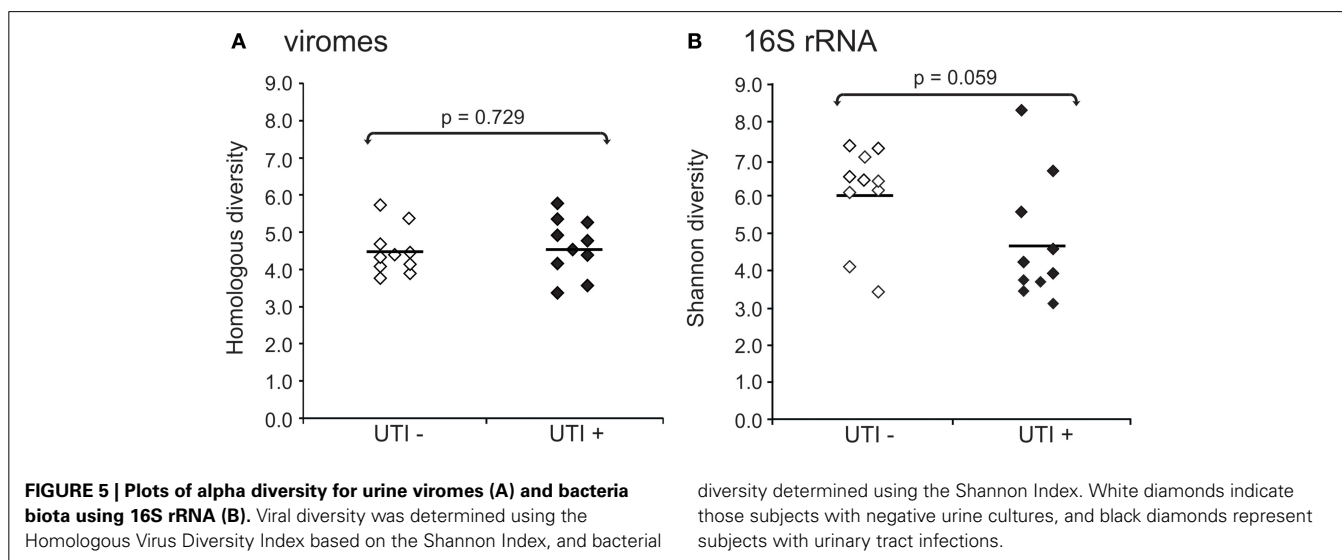 A viromes
9.0
8.0
7.0
6.0
5.0
4.0
3.0
2.0
1.0
0.0
Homologous diversity
p = 0.729
UTI -
UTI +
B 16S rRNA
9.0
8.0
7.0
6.0
5.0
4.0
3.0
2.0
1.0
0.0
Shannon diversity
p = 0.059
UTI -
UTI +
FIGURE 5 | Plots of alpha diversity for urine viromes (A) and bacteria
biota using 16S rRNA (B). Viral diversity was determined using the
Homologous Virus Diversity Index based on the Shannon Index, and bacterial
diversity determined using the Shannon Index. White diamonds indicate
those subjects with negative urine cultures, and black diamonds represent
subjects with urinary tract infections.